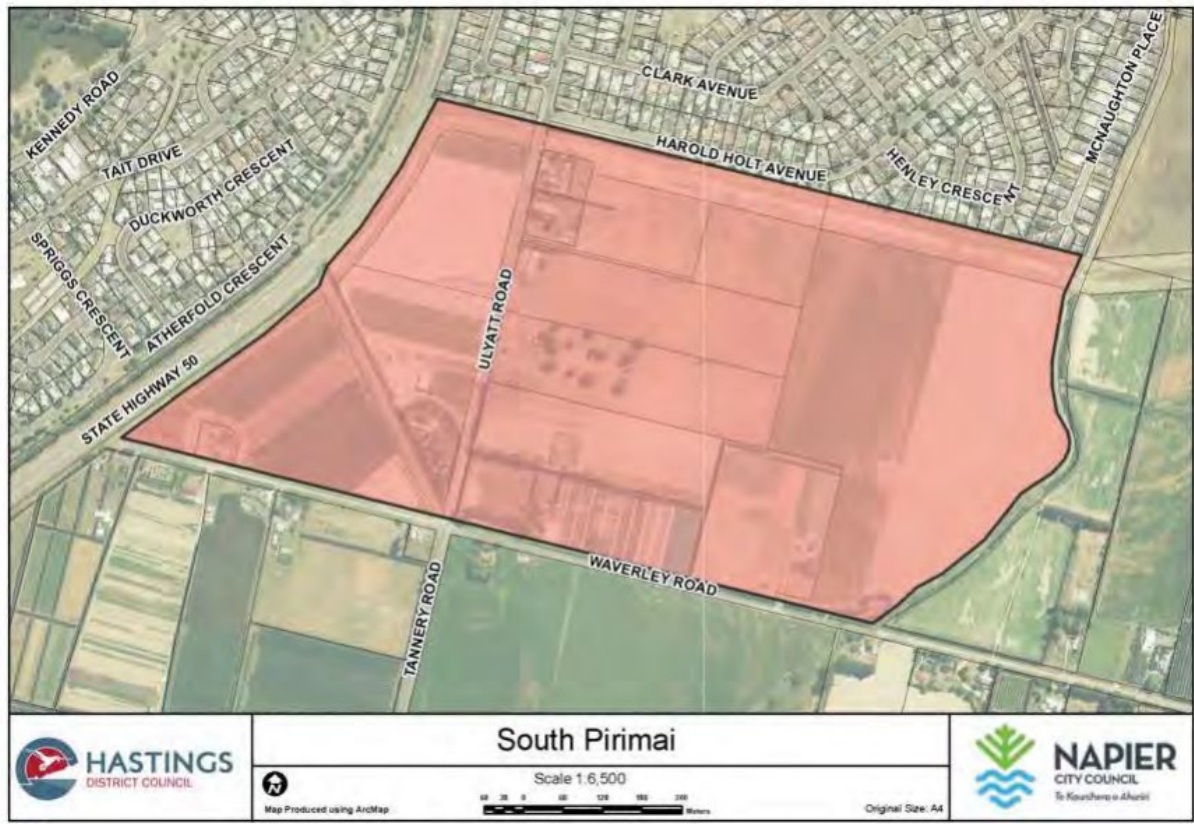 KENNEDY ROAD
TAIT DRIVE
DUCKWORTH CRESCENT
SPRIGGS CRESCENT
ATHERFOLD CRESCENT
STATE HIGHWAY 50
CLARK AVENUE
HAROLD HOLT AVENUE
HENLEY CRESCENT
MCNAUGHTON PLACE
ULYATT ROAD
WAVERLEY ROAD
TANNERY ROAD
HASTINGS
DISTRICT COUNCIL
South Pirimai
N
Map Produced using ArcMap
Scale 1:6,500
Meters
Original Size: A4
NAPIER
CITY COUNCIL